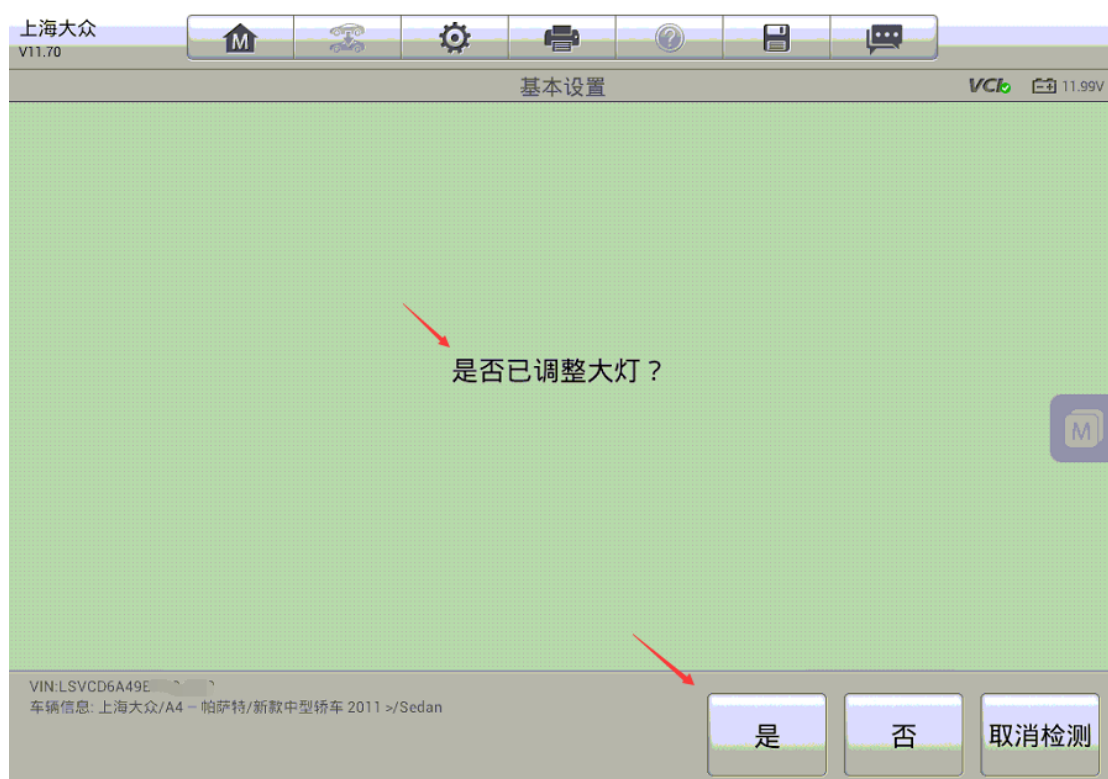 上海大众
V11.70
M
基本设置
VCI
11.99V
是否已调整大灯？
M
VIN:LSVCD6A49E
车辆信息: 上海大众/A4 – 帕萨特/新款中型轿车 2011 >/Sedan
是
否
取消检测